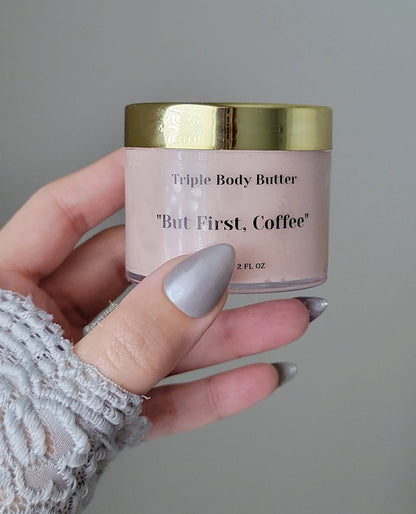 Triple Body Butter
"But First, Coffee"
2 FL OZ